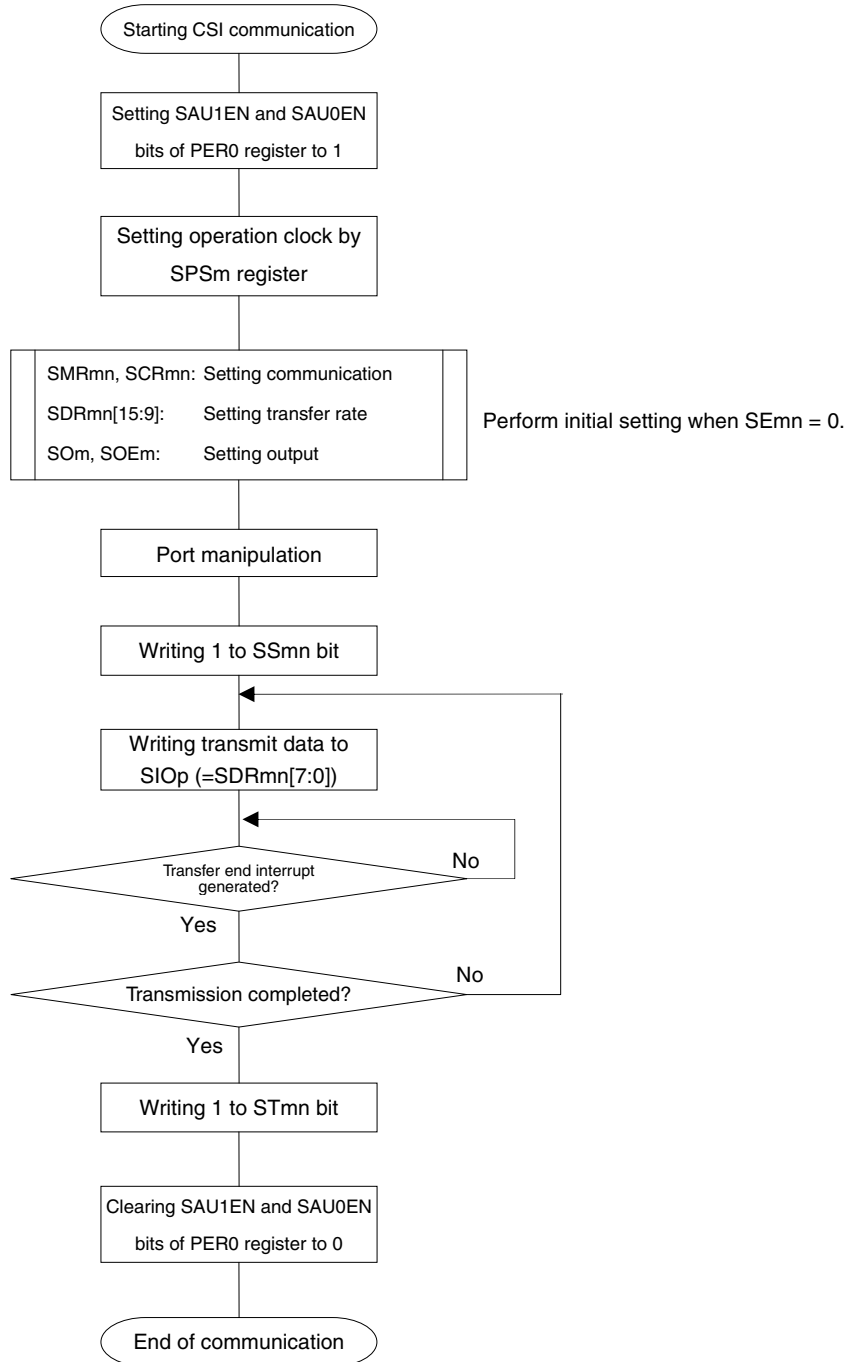 Starting CSI communication
Setting SAU1EN and SAU0EN
bits of PER0 register to 1
Setting operation clock by
SPSm register
SMRmn, SCRmn: Setting communication
SDRmn[15:9]: Setting transfer rate
SOm, SOEm: Setting output
Perform initial setting when SEmn = 0.
Port manipulation
Writing 1 to SSmn bit
Writing transmit data to
SIOp (=SDRmn[7:0])
Transfer end interrupt
generated?
No
Yes
Transmission completed?
No
Yes
Writing 1 to STmn bit
Clearing SAU1EN and SAU0EN
bits of PER0 register to 0
End of communication